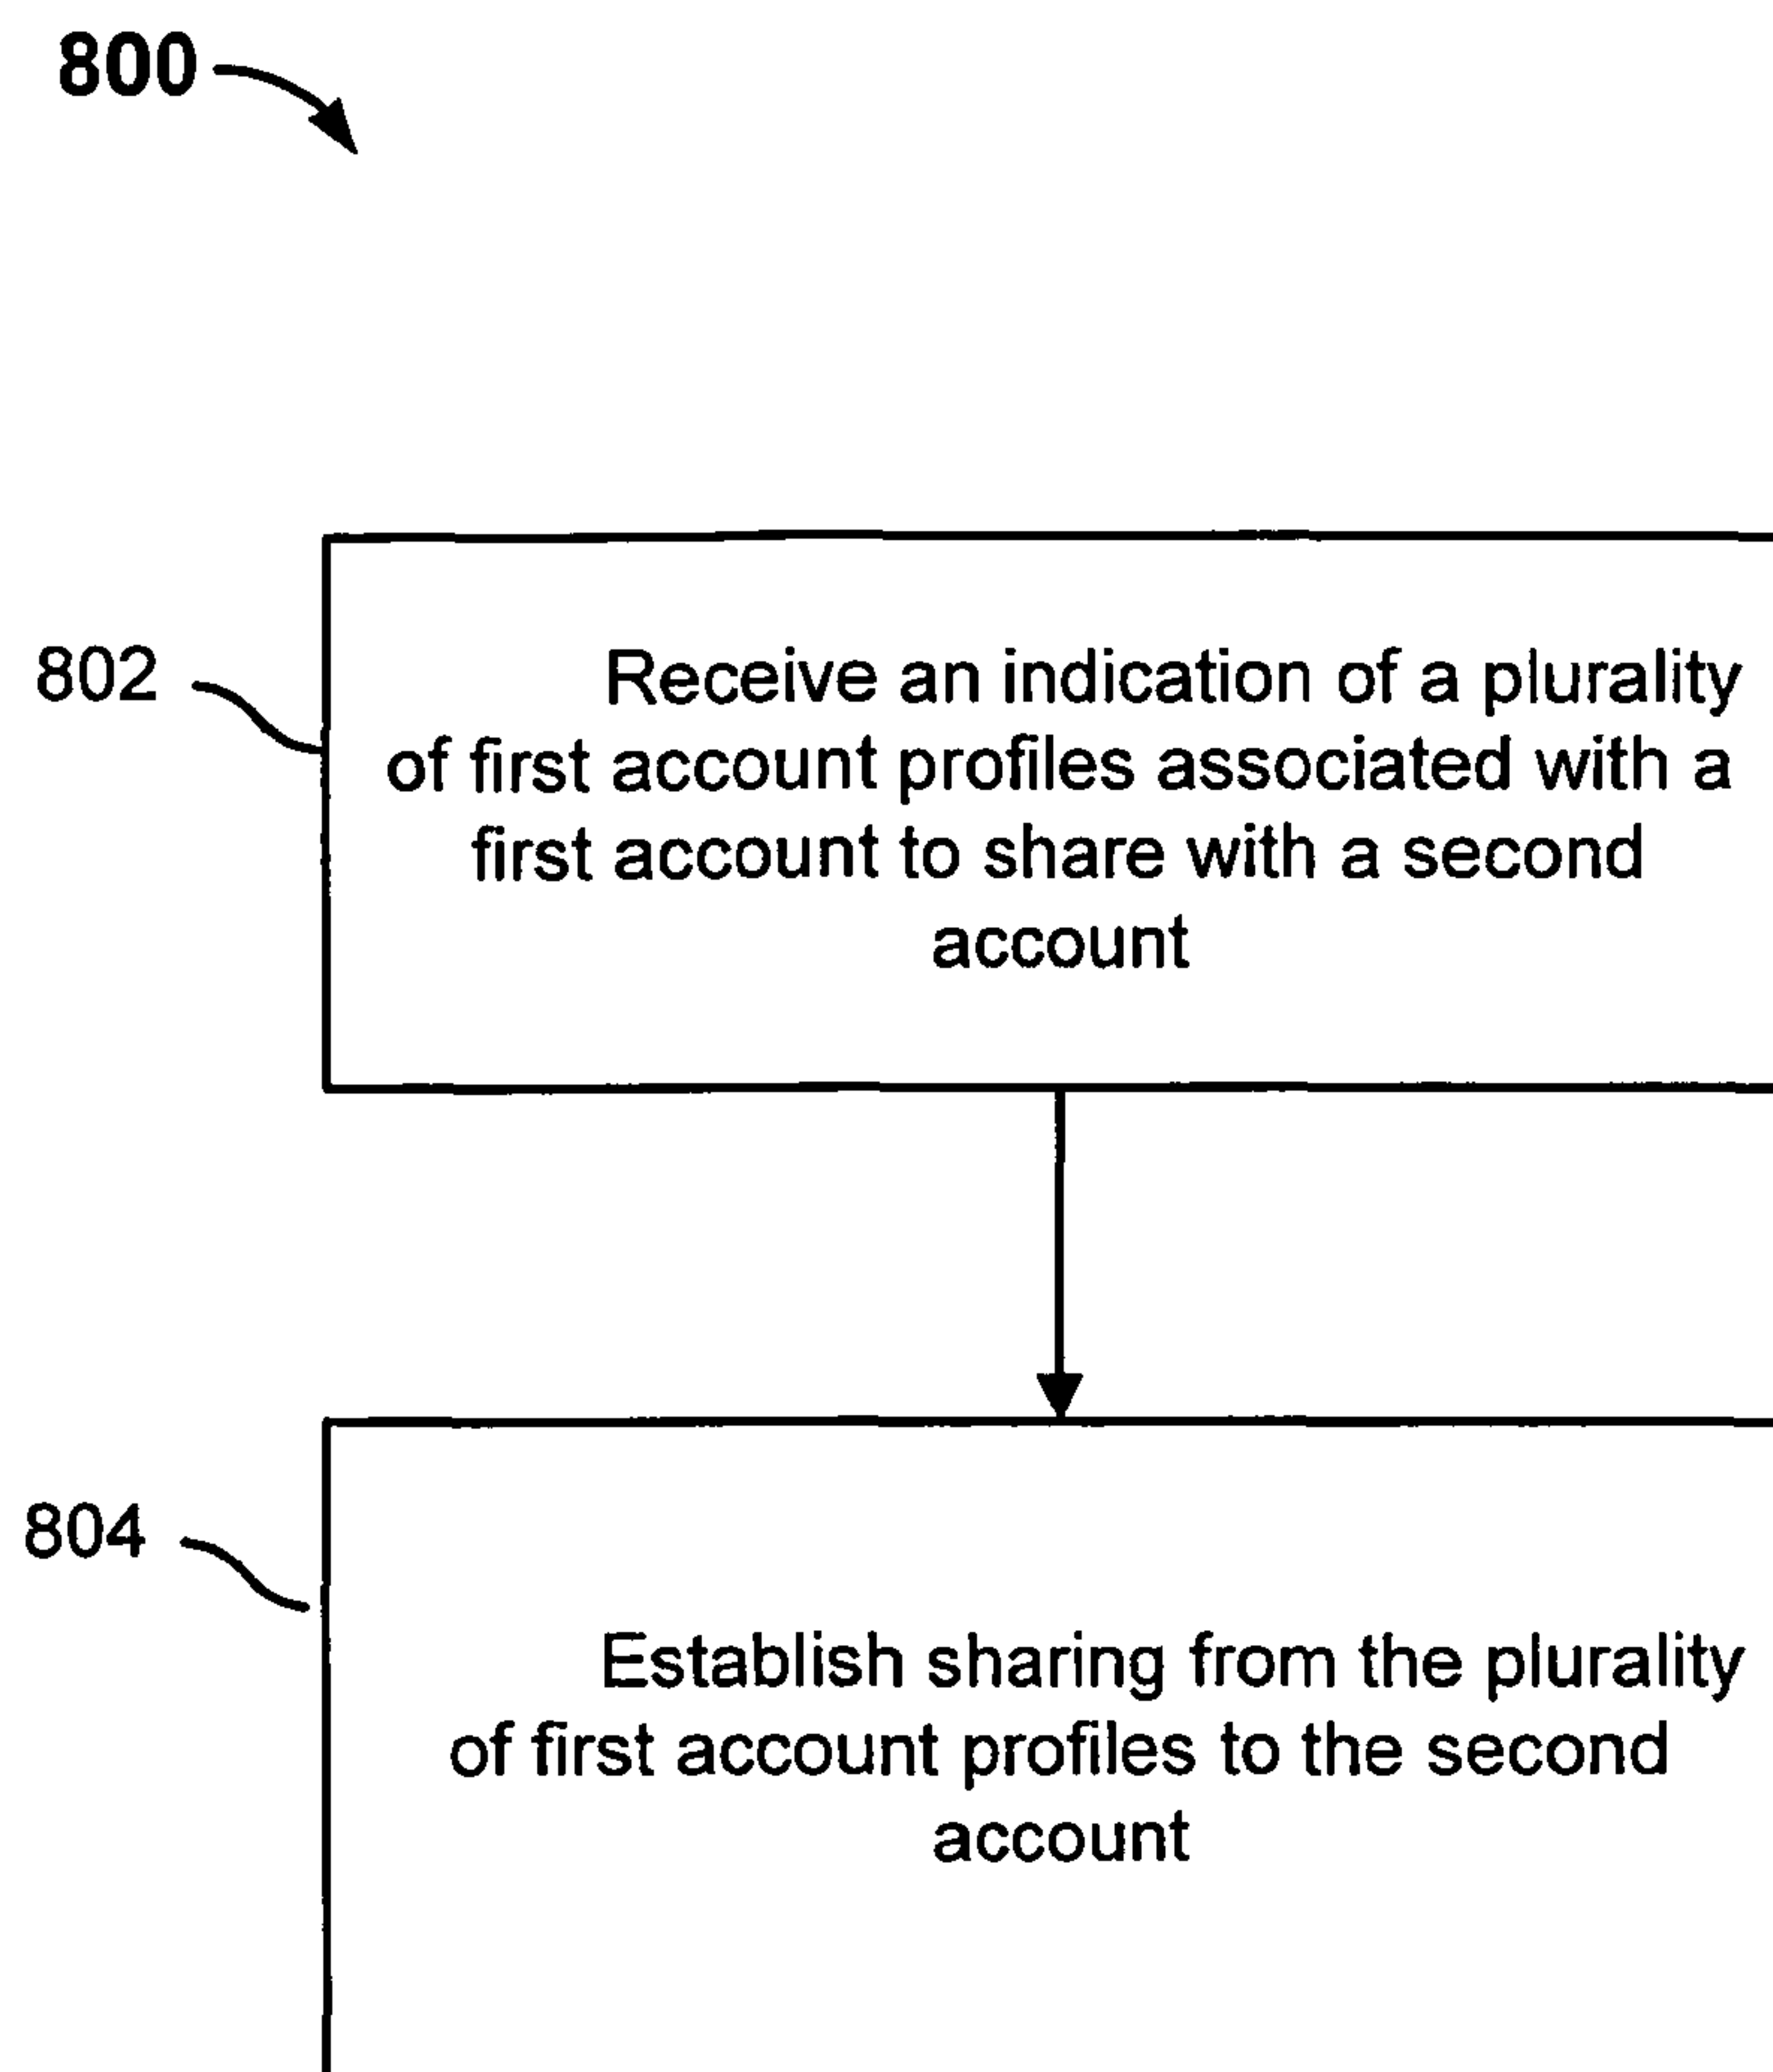 800
802
Receive an indication of a plurality
of first account profiles associated with a
first account to share with a second
account
804
Establish sharing from the plurality
of first account profiles to the second
account